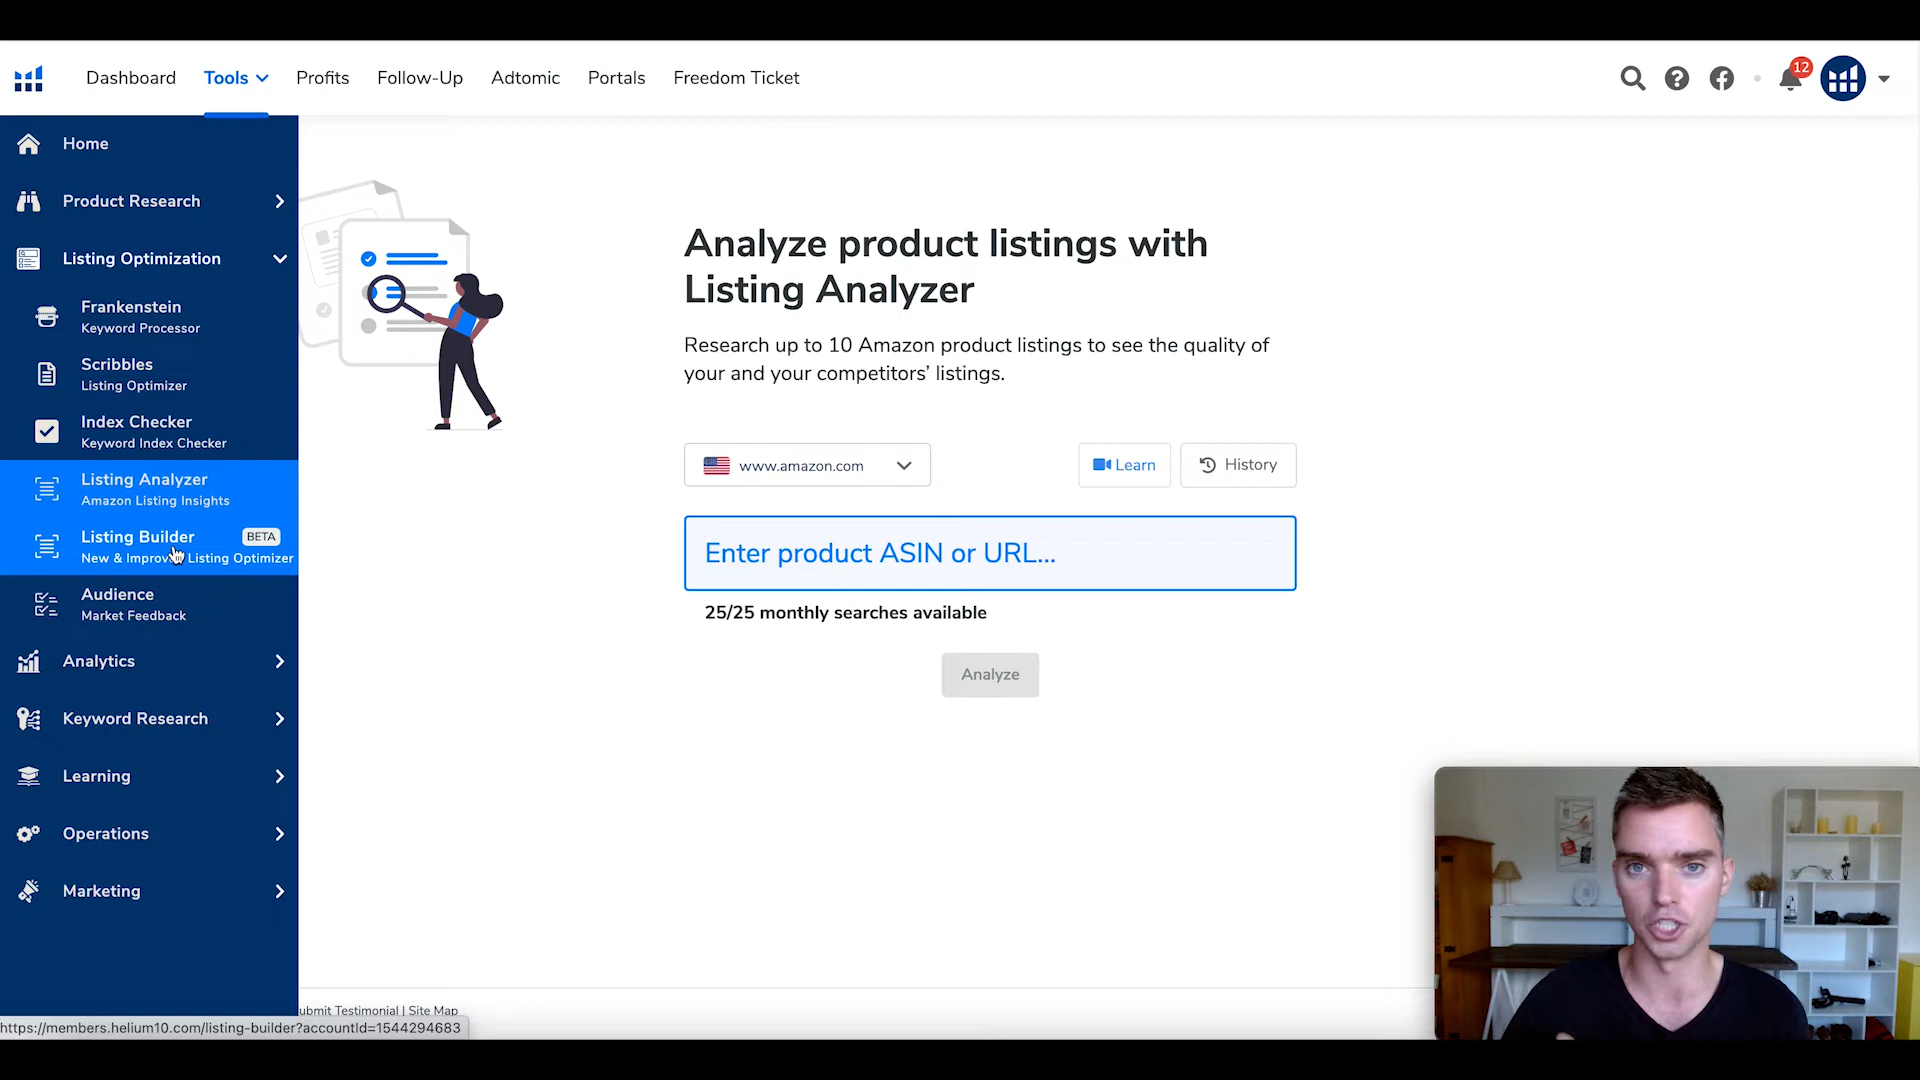 Dashboard
Tools
Profits
Follow-Up
Adtomic
Portals
Freedom Ticket
12
Home
Product Research
Listing Optimization
Frankenstein
Keyword Processor
Scribbles
Listing Optimizer
Index Checker
Keyword Index Checker
Listing Analyzer
Amazon Listing Insights
Listing Builder
BETA
New & Improv Listing Optimizer
Audience
Market Feedback
Analytics
Keyword Research
Learning
Operations
Marketing
Analyze product listings with
Listing Analyzer
Research up to 10 Amazon product listings to see the quality of
your and your competitors’ listings.
www.amazon.com
Learn
History
Enter product ASIN or URL...
25/25 monthly searches available
Analyze
ubmit Testimonial | Site Map
https://members.helium10.com/listing-builder?accountId=1544294683